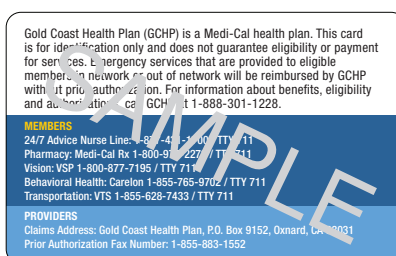 Gold Coast Health Plan (GCHP) is a Medi-Cal health plan. This card
is for identification only and does not guarantee eligibility or payment
for services. Emergency services that are provided to eligible
members in network or out of network will be reimbursed by GCHP
without prior authorization. For information about benefits, eligibility
and authorization, call GCHP at 1-888-301-1228.
MEMBERS
24/7 Advice Nurse Line: / TTY 711
Pharmacy: Medi-Cal Rx / TTY 711
Vision: VSP 1-800-877-7195 / TTY 711
Behavioral Health: Carelon 1-855-765-9702 / TTY 711
Transportation: VTS 1-855-628-7433 / TTY 711
PROVIDERS
Claims Address: Gold Coast Health Plan, P.O. Box 9152, Oxnard, CA 93031
Prior Authorization Fax Number: 1-855-883-1552
SAMPLE